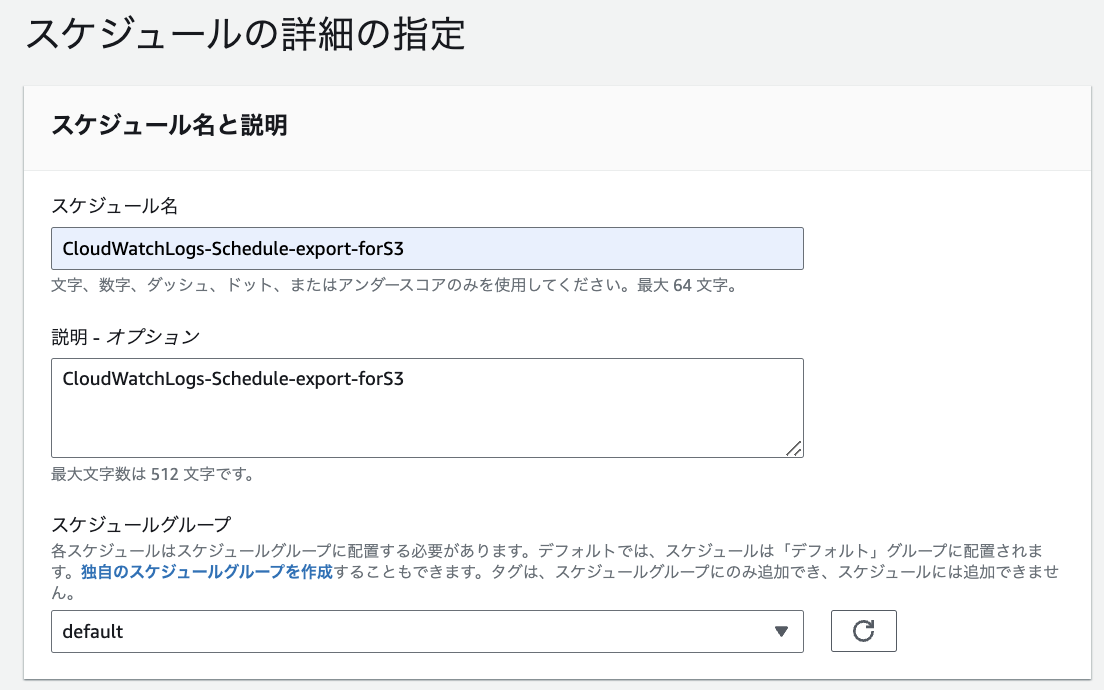 スケジュールの詳細の指定
スケジュール名と説明
スケジュール名
CloudWatchLogs-Schedule-export-forS3
文字、数字、ダッシュ、ドット、またはアンダースコアのみを使用してください。最大 64 文字。
説明 - オプション
CloudWatchLogs-Schedule-export-forS3
最大文字数は 512 文字です。
スケジュールグループ
各スケジュールはスケジュールグループに配置する必要があります。デフォルトでは、スケジュールは「デフォルト」グループに配置されま
す。独自のスケジュールグループを作成することもできます。タグは、スケジュールグループにのみ追加でき、スケジュールには追加できませ
ん。
default